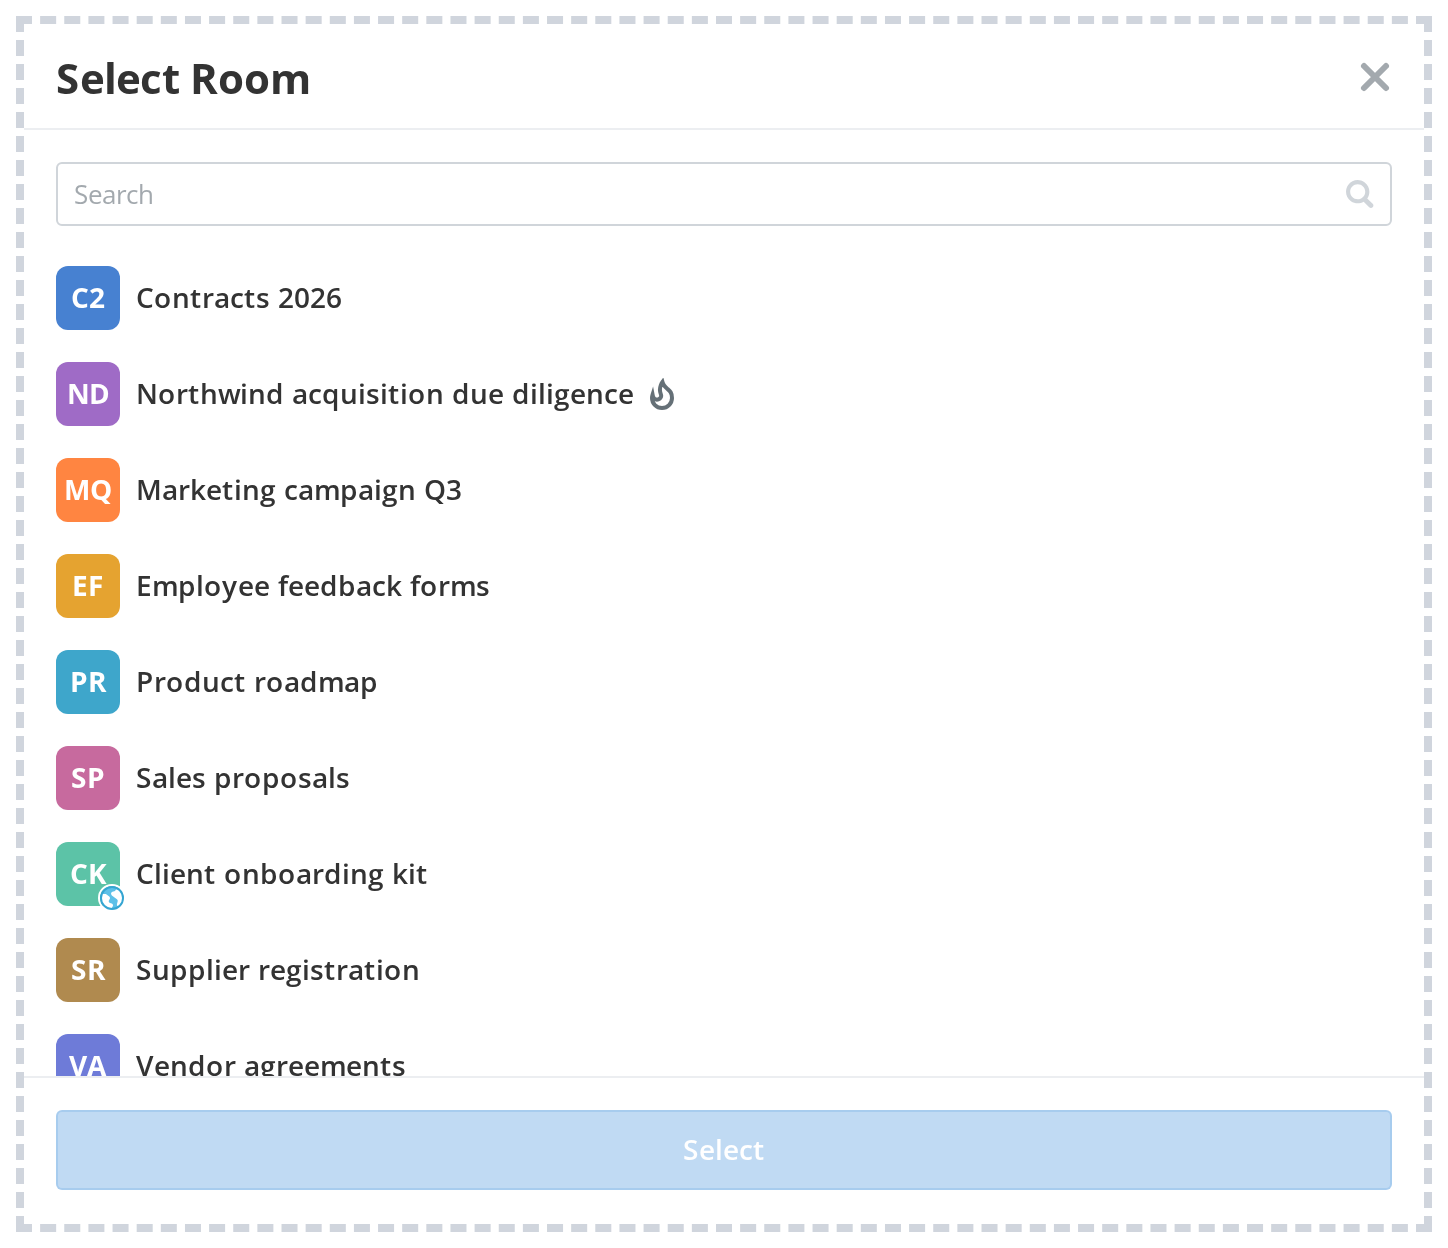 Select Room
Search
C2 Contracts 2026
ND Northwind acquisition due diligence
MQ Marketing campaign Q3
EF Employee feedback forms
PR Product roadmap
SP Sales proposals
CK Client onboarding kit
SR Supplier registration
VA Vendor agreements
Select